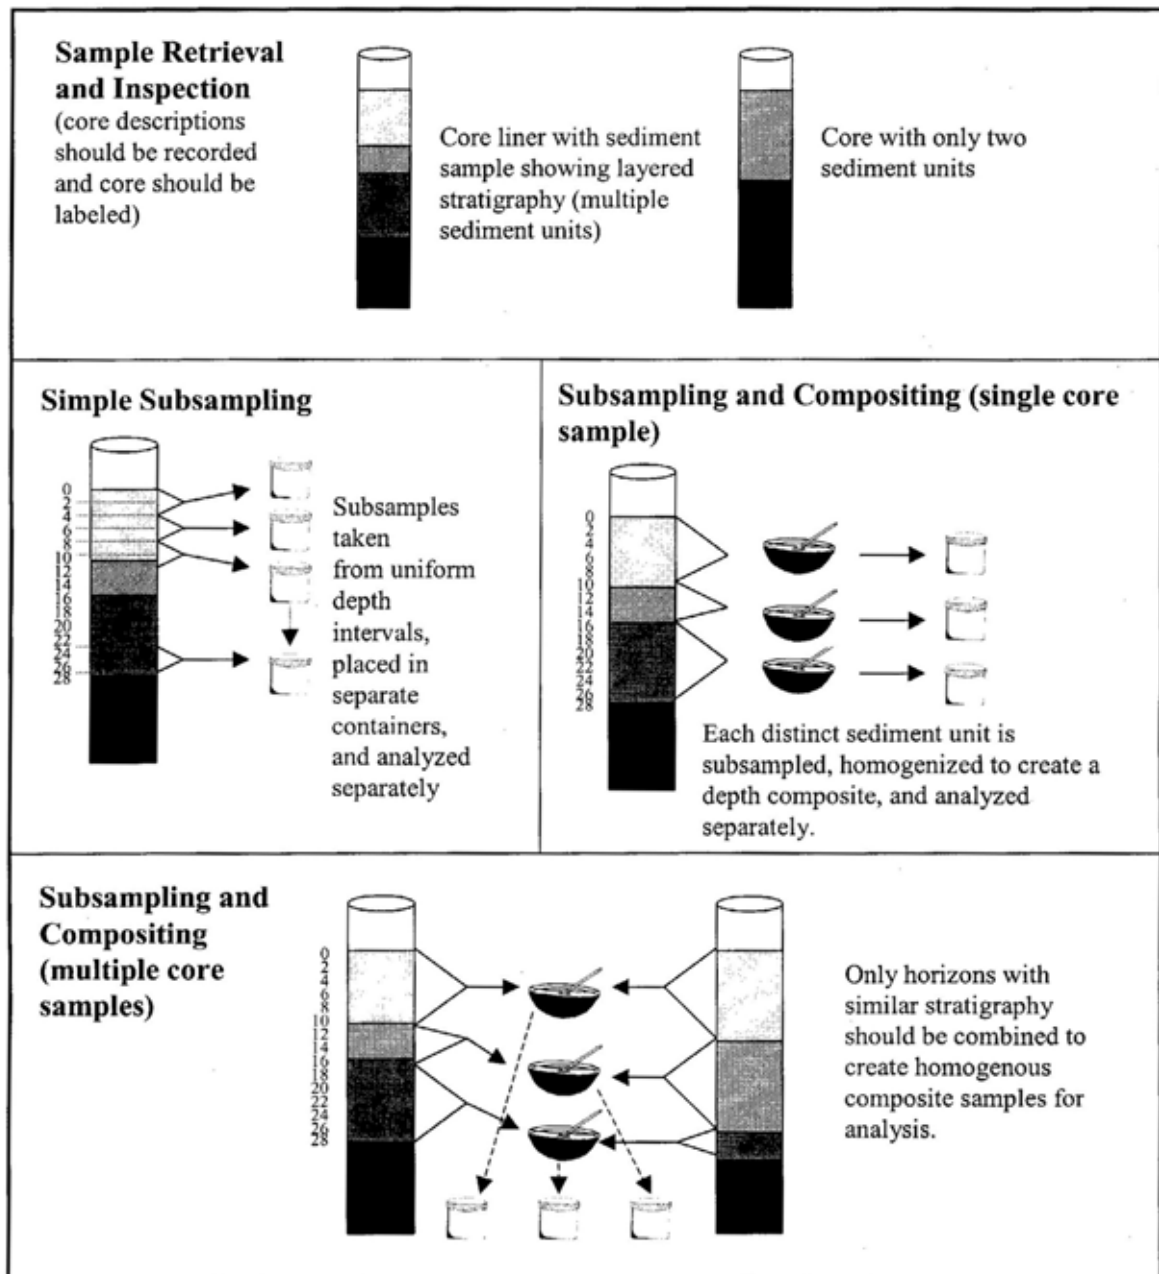 Sample Retrieval
and Inspection
(core descriptions
should be recorded
and core should be
labeled)
Core liner with sediment
sample showing layered
stratigraphy (multiple
sediment units)
Core with only two
sediment units
Simple Subsampling
0
2
4
6
8
10
12
14
16
18
20
22
24
26
28
Subsamples
taken
from uniform
depth
intervals,
placed in
separate
containers,
and analyzed
separately
Subsampling and Compositing (single core
sample)
0
2
4
6
8
10
12
14
16
18
20
22
24
26
28
Each distinct sediment unit is
subsampled, homogenized to create a
depth composite, and analyzed
separately.
Subsampling and
Compositing
(multiple core
samples)
0
2
4
6
8
10
12
14
16
18
20
22
24
26
28
Only horizons with
similar stratigraphy
should be combined to
create homogenous
composite samples for
analysis.